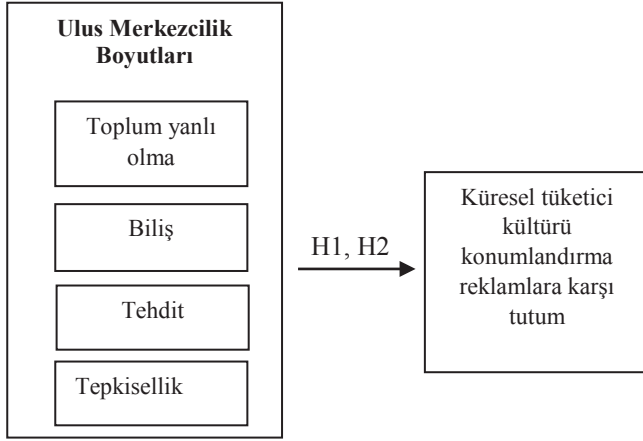 Ulus Merkezcilik
Boyutları
Toplum yanlı
olma
Biliş
Tehdit
Tepkisellik
H1, H2
Küresel tüketici
kültürü
konumlandırma
reklamlara karşı
tutum